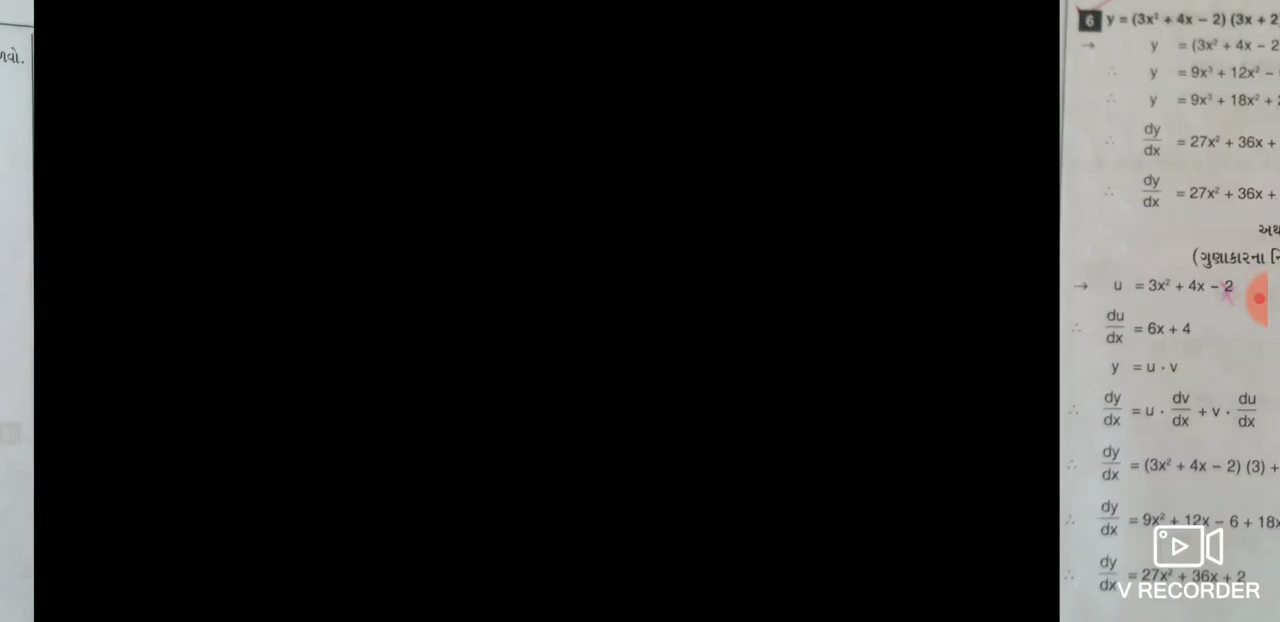 ળવો.
6 y = (3x² + 4x – 2) (3x + 2
→ y = (3x² + 4x – 2
∴ y = 9x³ + 12x² –
∴ y = 9x³ + 18x² +
∴ dy/dx = 27x² + 36x +
∴ dy/dx = 27x² + 36x +
અથ
(ગુણાકારના નિ
→ u = 3x² + 4x – 2
∴ du/dx = 6x + 4
y = u · v
∴ dy/dx = u · dv/dx + v · du/dx
∴ dy/dx = (3x² + 4x – 2) (3) +
∴ dy/dx = 9x² + 12x – 6 + 18x
∴ dy/dx = 27x² + 36x + 2
V RECORDER